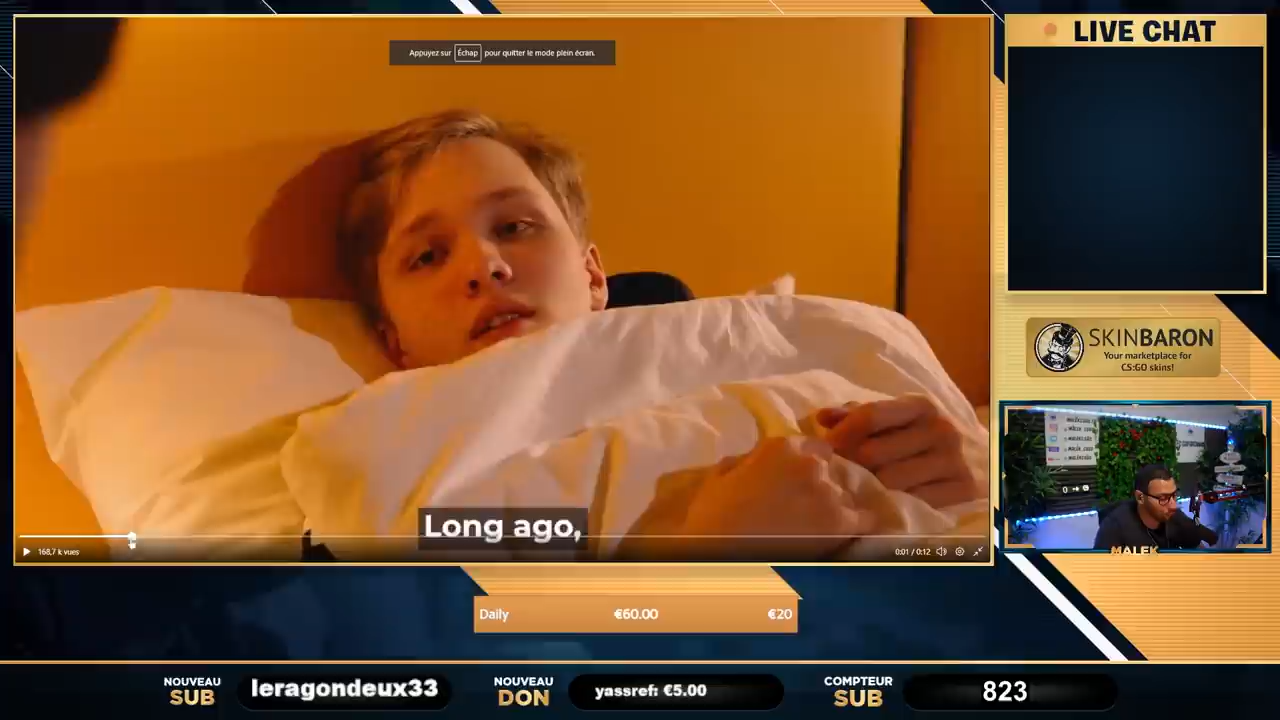 Appuyez sur Échap pour quitter le mode plein écran.
LIVE CHAT
SKINBARON
Your marketplace for
CS:GO skins!
Long ago,
168,7 k vues
0:01 / 0:12
MALEK
Daily €60.00 €20
NOUVEAU
SUB
leragondeux33
NOUVEAU
DON
yassref: €5.00
COMPTEUR
SUB
823